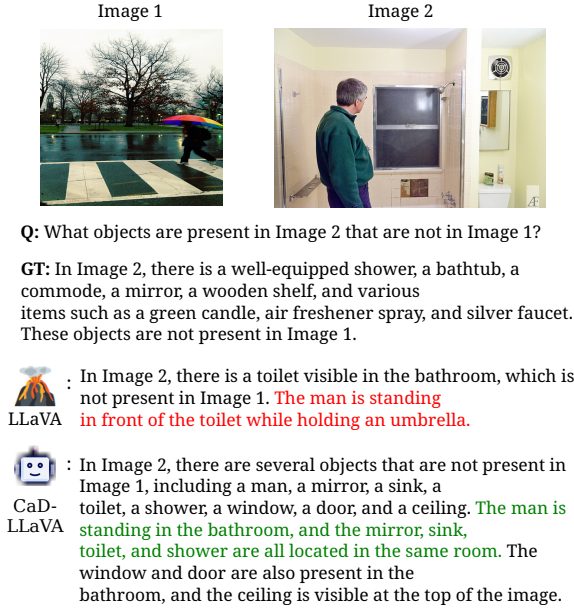 Image 1
Image 2
Q: What objects are present in Image 2 that are not in Image 1?
GT: In Image 2, there is a well-equipped shower, a bathtub, a
commode, a mirror, a wooden shelf, and various
items such as a green candle, air freshener spray, and silver faucet.
These objects are not present in Image 1.
LLaVA
: In Image 2, there is a toilet visible in the bathroom, which is
not present in Image 1. The man is standing
in front of the toilet while holding an umbrella.
CaD-
LLaVA
: In Image 2, there are several objects that are not present in
Image 1, including a man, a mirror, a sink, a
toilet, a shower, a window, a door, and a ceiling. The man is
standing in the bathroom, and the mirror, sink,
toilet, and shower are all located in the same room. The
window and door are also present in the
bathroom, and the ceiling is visible at the top of the image.